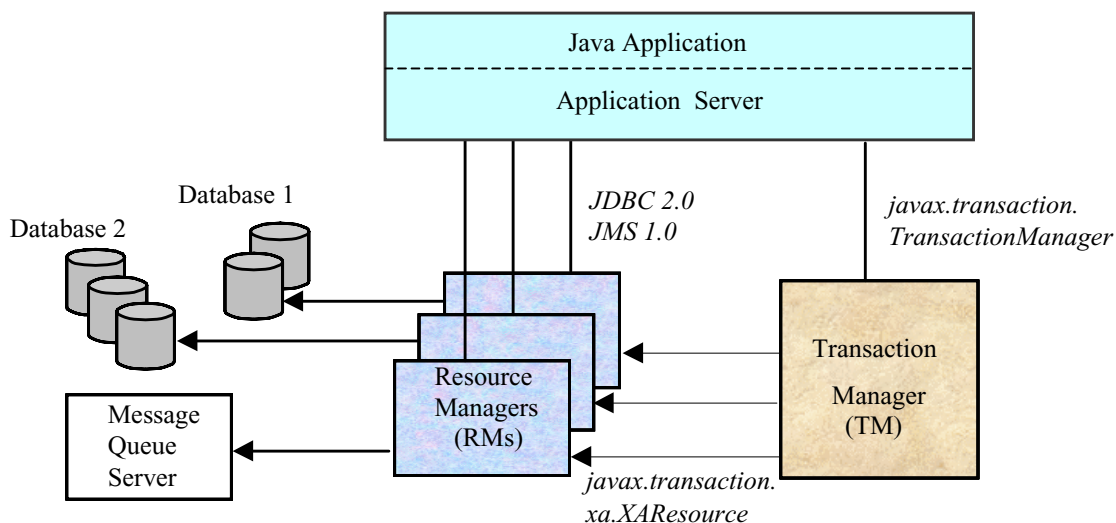 Java Application
Application Server
Database 1
Database 2
JDBC 2.0
JMS 1.0
javax.transaction.
TransactionManager
Resource
Managers
(RMs)
Transaction
Manager
(TM)
Message
Queue
Server
javax.transaction.
xa.XAResource